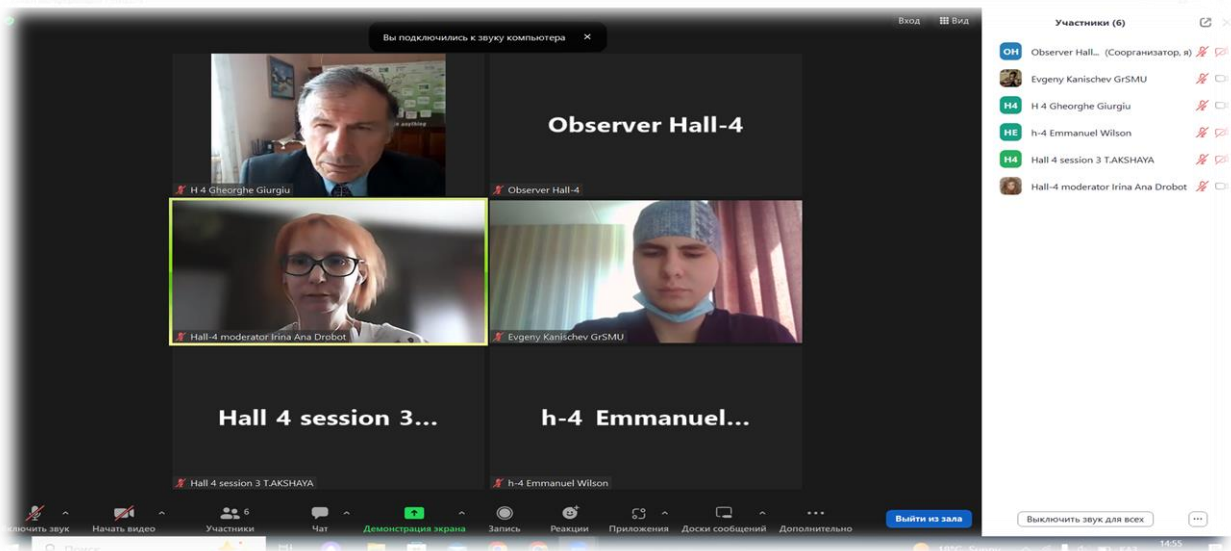 Вход
Вид
Вы подключились к звуку компьютера ×
Участники (6)
H 4 Gheorghe Giurgiu
Observer Hall-4
Observer Hall-4
Hall-4 moderator Irina Ana Drobot
Evgeny Kanischev GrSMU
Hall 4 session 3...
Hall 4 session 3 T.AKSHAYA
h-4 Emmanuel...
h-4 Emmanuel Wilson
OH Observer Hall... (Соорганизатор, я)
Evgeny Kanischev GrSMU
H4 H 4 Gheorghe Giurgiu
HE h-4 Emmanuel Wilson
H4 Hall 4 session 3 T.AKSHAYA
Hall-4 moderator Irina Ana Drobot
звук
Начать видео
6
Участники
Чат
Демонстрация экрана
Запись
Реакции
Приложения
Доски сообщений
Дополнительно
Выйти из зала
Выключить звук для всех
Поиск
14:55